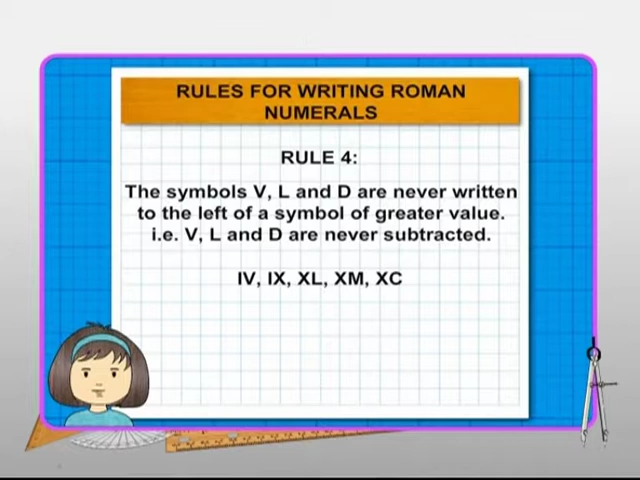 RULES FOR WRITING ROMAN
NUMERALS
RULE 4:
The symbols V, L and D are never written
to the left of a symbol of greater value.
i.e. V, L and D are never subtracted.
IV, IX, XL, XM, XC